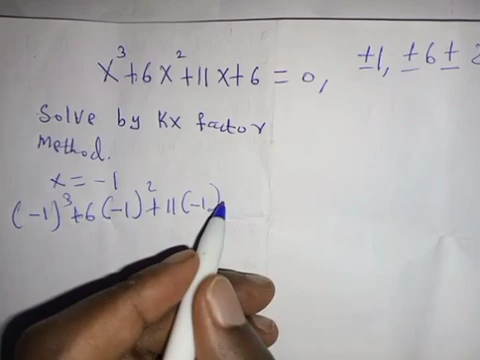 x³+6x²+11x+6=0, ±1, ±6±2
Solve by Kx factor
Method.
x=-1
(-1)³+6(-1)²+11(-1)